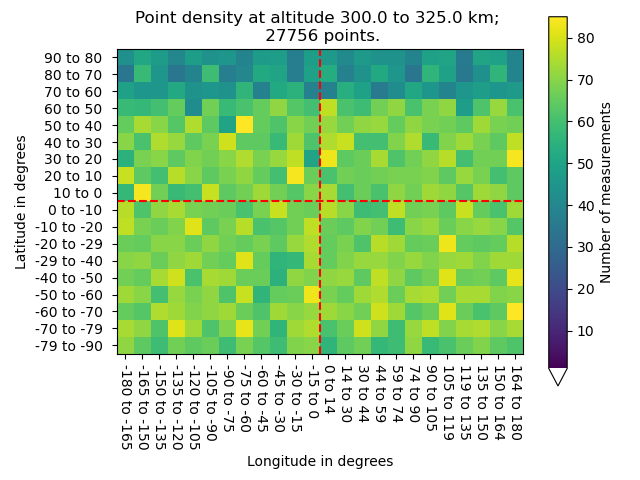 Point density at altitude 300.0 to 325.0 km;
27756 points.
90 to 80
80 to 70
70 to 60
60 to 50
50 to 40
40 to 30
30 to 20
20 to 10
10 to 0
0 to -10
-10 to -20
-20 to -29
-29 to -40
-40 to -50
-50 to -60
-60 to -70
-70 to -79
-79 to -90
Latitude in degrees
-180 to -165
-165 to -150
-150 to -135
-135 to -120
-120 to -105
-105 to -90
-90 to -75
-75 to -60
-60 to -45
-45 to -30
-30 to -15
-15 to 0
0 to 14
14 to 30
30 to 44
44 to 59
59 to 74
74 to 90
90 to 105
105 to 119
119 to 135
135 to 150
150 to 164
164 to 180
Longitude in degrees
80
70
60
50
40
30
20
10
Number of measurements